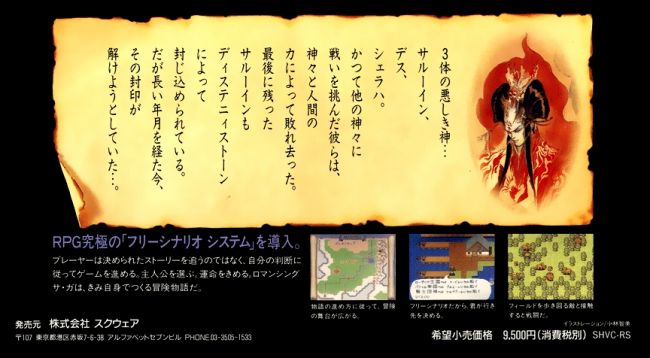 3体の悪しき神…
サルーイン、
デス、
シェラハ。
かつて他の神々に
戦いを挑んだ彼らは、
神々と人間の
力によって敗れ去った。
最後に残った
サルーインも
ディスティニィストーン
によって
封じ込められている。
だが長い年月を経た今、
その封印が
解けようとしていた…。
RPG究極の「フリーシナリオ システム」を導入。
プレーヤーは決められたストーリーを追うのではなく、自分の判断に
従ってゲームを進める。主人公を選ぶ。運命をきめる。ロマンシング
サ・ガは、きみ自身でつくる冒険物語だ。
物語の進め方に従って、冒険
の舞台が広がる。
フリーシナリオだから、君が行き
先を決める。
フィールドを歩き回る敵と接触
すると戦闘だ。
イラストレーション/小林智美
発売元 株式会社 スクウェア
〒107 東京都港区赤坂7-6-38 アルファベットセブンビル PHONE.03-3505-1533
希望小売価格 9,500円(消費税別) SHVC-RS